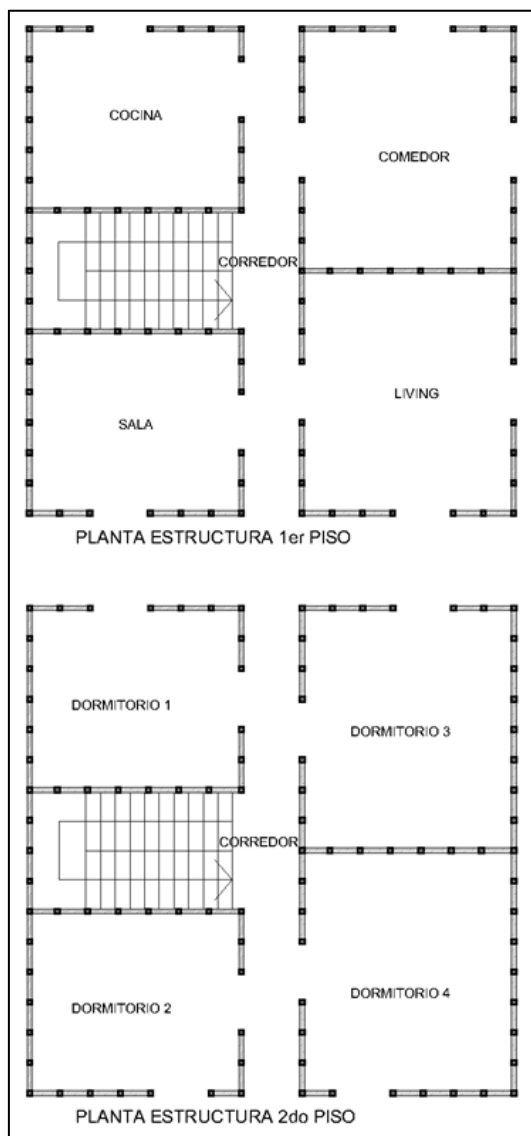 COCINA
COMEDOR
CORREDOR
SALA
LIVING
PLANTA ESTRUCTURA 1er PISO
DORMITORIO 1
DORMITORIO 3
CORREDOR
DORMITORIO 2
DORMITORIO 4
PLANTA ESTRUCTURA 2do PISO